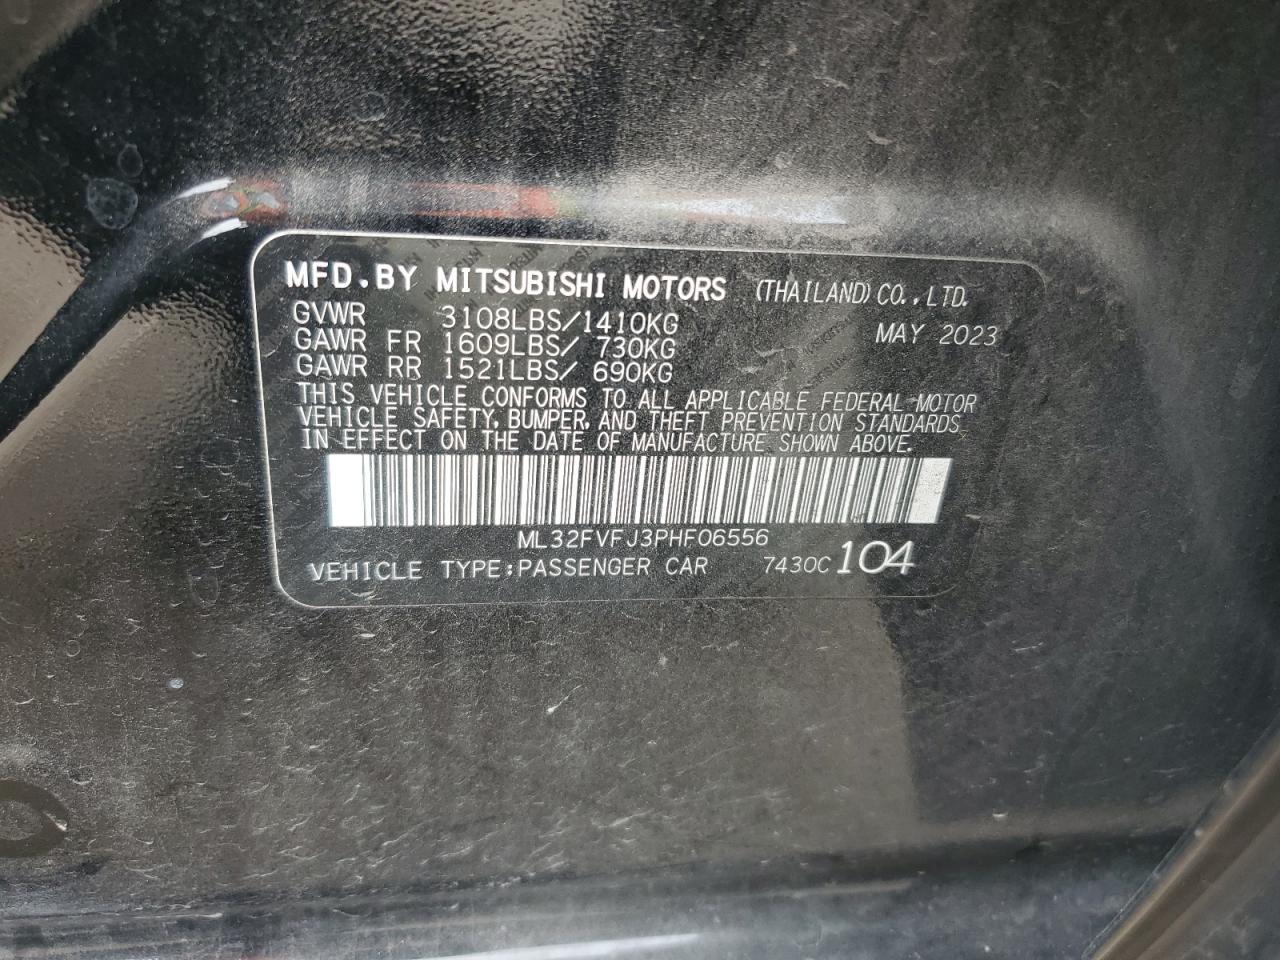 MFD.BY MITSUBISHI MOTORS (THAILAND) CO.,LTD.
GVWR 3108LBS/1410KG MAY 2023
GAWR FR 1609LBS/ 730KG
GAWR RR 1521LBS/ 690KG
THIS VEHICLE CONFORMS TO ALL APPLICABLE FEDERAL MOTOR
VEHICLE SAFETY, BUMPER, AND THEFT PREVENTION STANDARDS
IN EFFECT ON THE DATE OF MANUFACTURE SHOWN ABOVE.
ML32FVFJ3PHF06556
VEHICLE TYPE:PASSENGER CAR 7430C 104